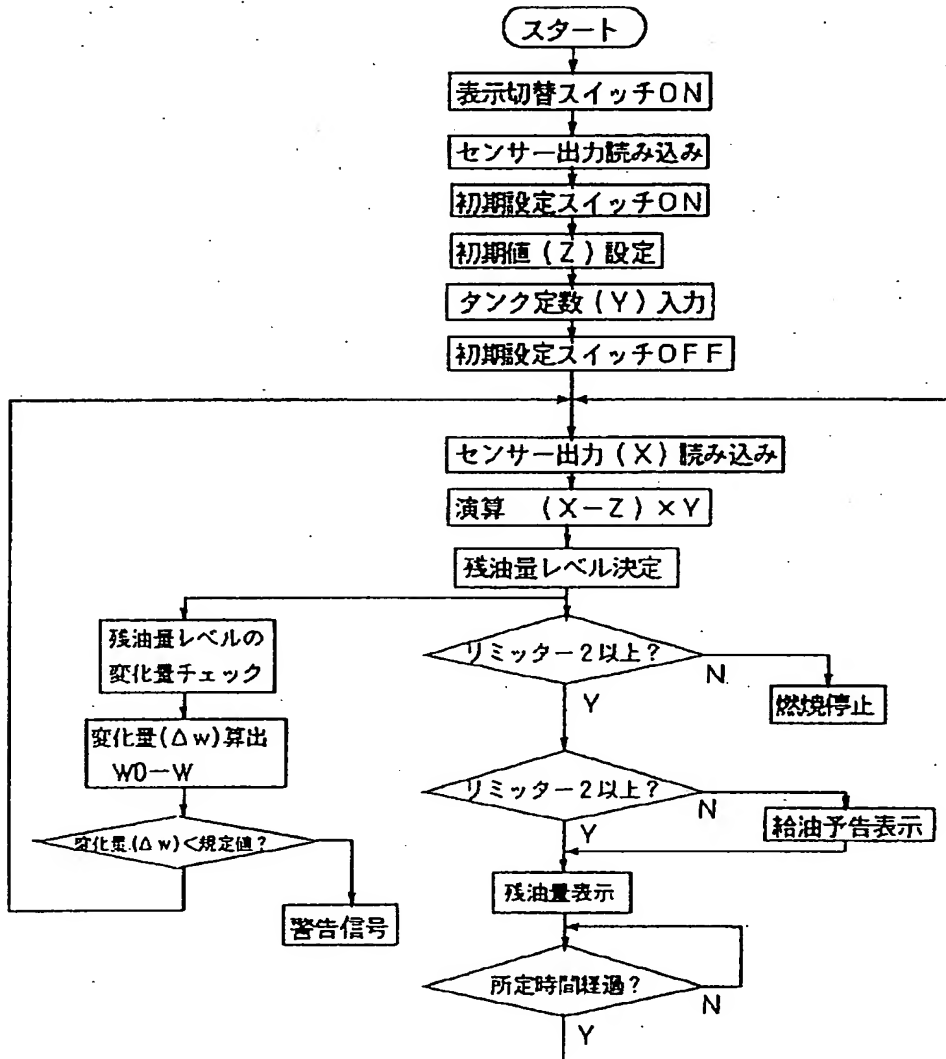 スタート
表示切替スイッチON
センサー出力読み込み
初期設定スイッチON
初期値(Z)設定
タンク定数(Y)入力
初期設定スイッチOFF
センサー出力(X)読み込み
演算 (X-Z)×Y
残油量レベル決定
残油量レベルの
変化量チェック
変化量(Δw)算出
W0-W
変化量(Δw)<規定値?
警告信号
リミッター2以上?
N
Y
燃焼停止
リミッター2以上?
N
Y
給油予告表示
残油量表示
所定時間経過?
N
Y